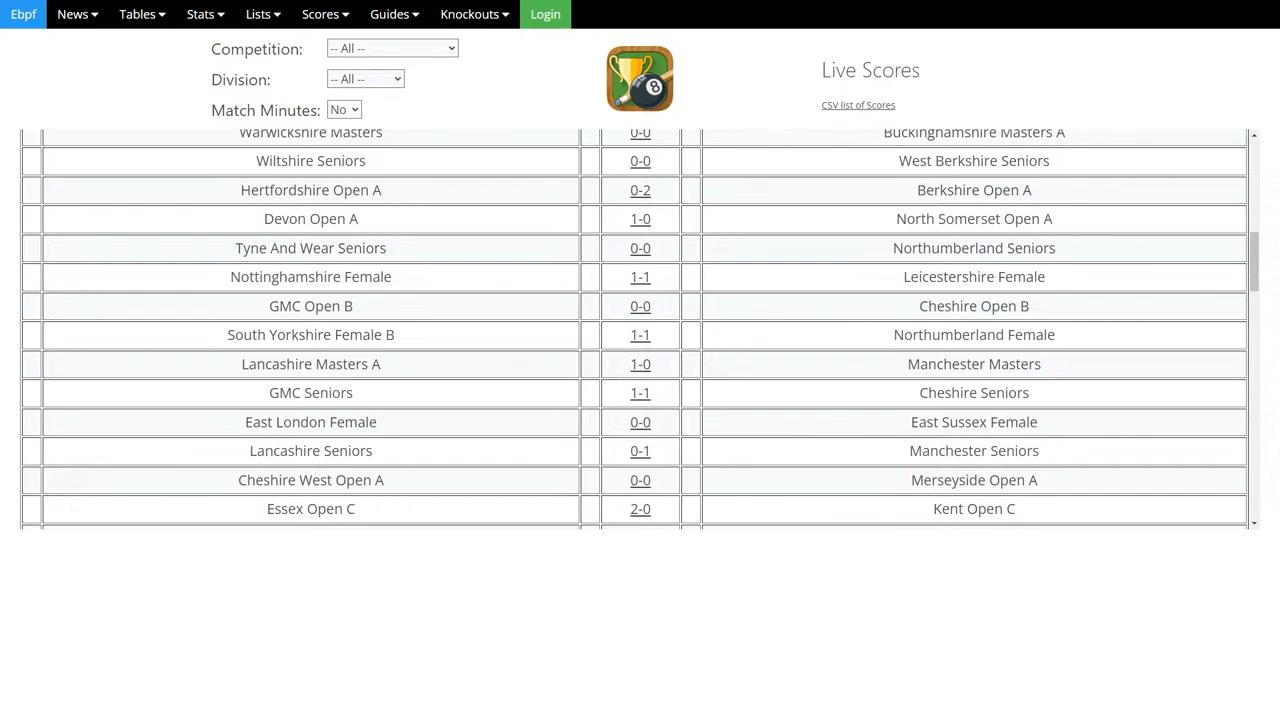 Ebpf News Tables Stats Lists Scores Guides Knockouts Login
Competition: -- All --
Division: -- All --
Match Minutes: No
8
Live Scores
CSV list of Scores
Warwickshire Masters 0-0 Buckinghamshire Masters A
Wiltshire Seniors 0-0 West Berkshire Seniors
Hertfordshire Open A 0-2 Berkshire Open A
Devon Open A 1-0 North Somerset Open A
Tyne And Wear Seniors 0-0 Northumberland Seniors
Nottinghamshire Female 1-1 Leicestershire Female
GMC Open B 0-0 Cheshire Open B
South Yorkshire Female B 1-1 Northumberland Female
Lancashire Masters A 1-0 Manchester Masters
GMC Seniors 1-1 Cheshire Seniors
East London Female 0-0 East Sussex Female
Lancashire Seniors 0-1 Manchester Seniors
Cheshire West Open A 0-0 Merseyside Open A
Essex Open C 2-0 Kent Open C